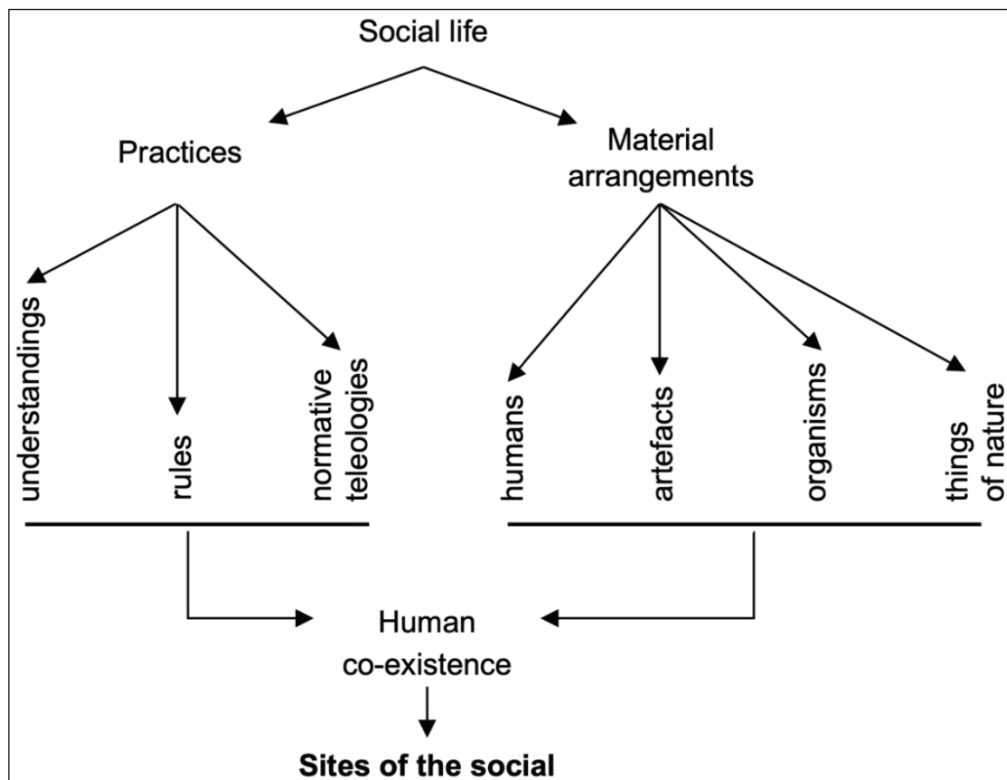 Social life
Practices
Material
arrangements
understandings
rules
normative
teleologies
humans
artefacts
organisms
things
of nature
Human
co-existence
Sites of the social